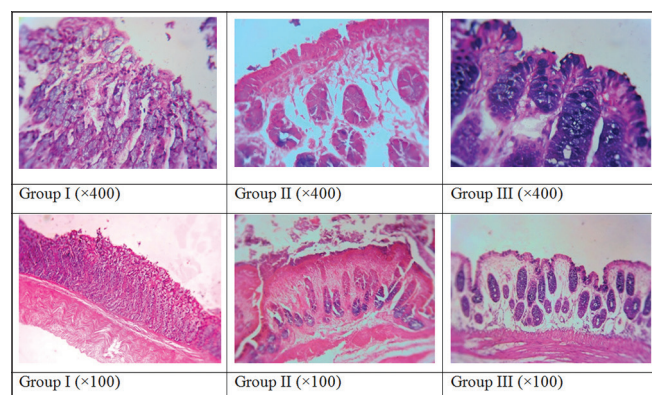 Group I (×400)
Group II (×400)
Group III (×400)
Group I (×100)
Group II (×100)
Group III (×100)